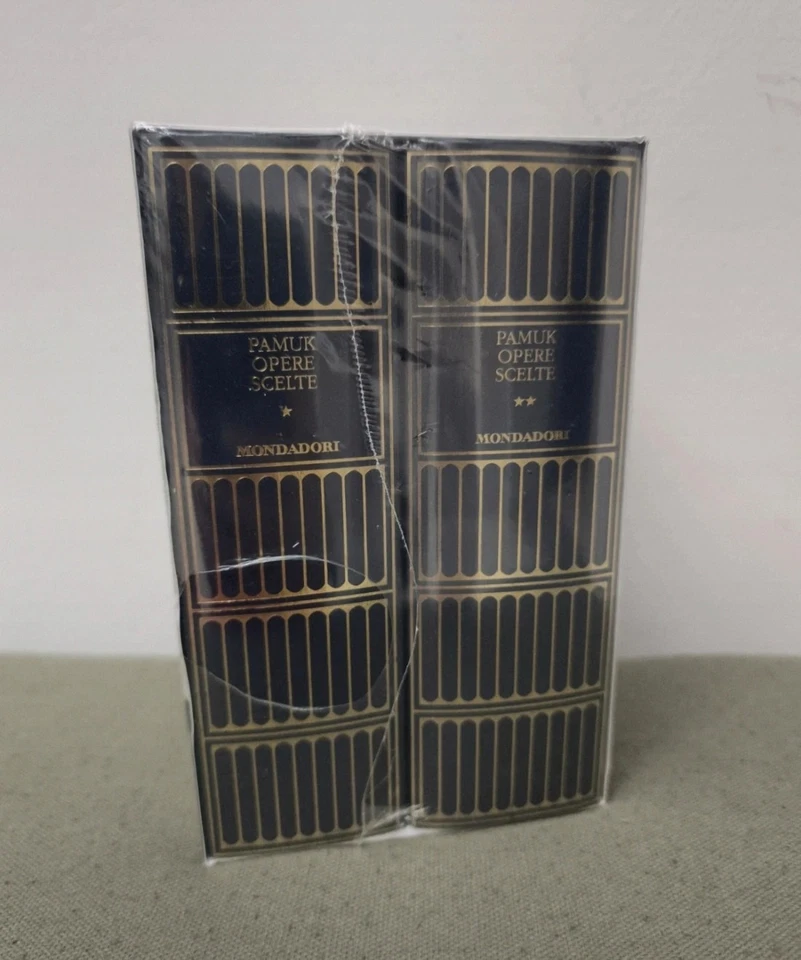 PAMUK
OPERE
SCELTE
★
MONDADORI
PAMUK
OPERE
SCELTE
★★
MONDADORI